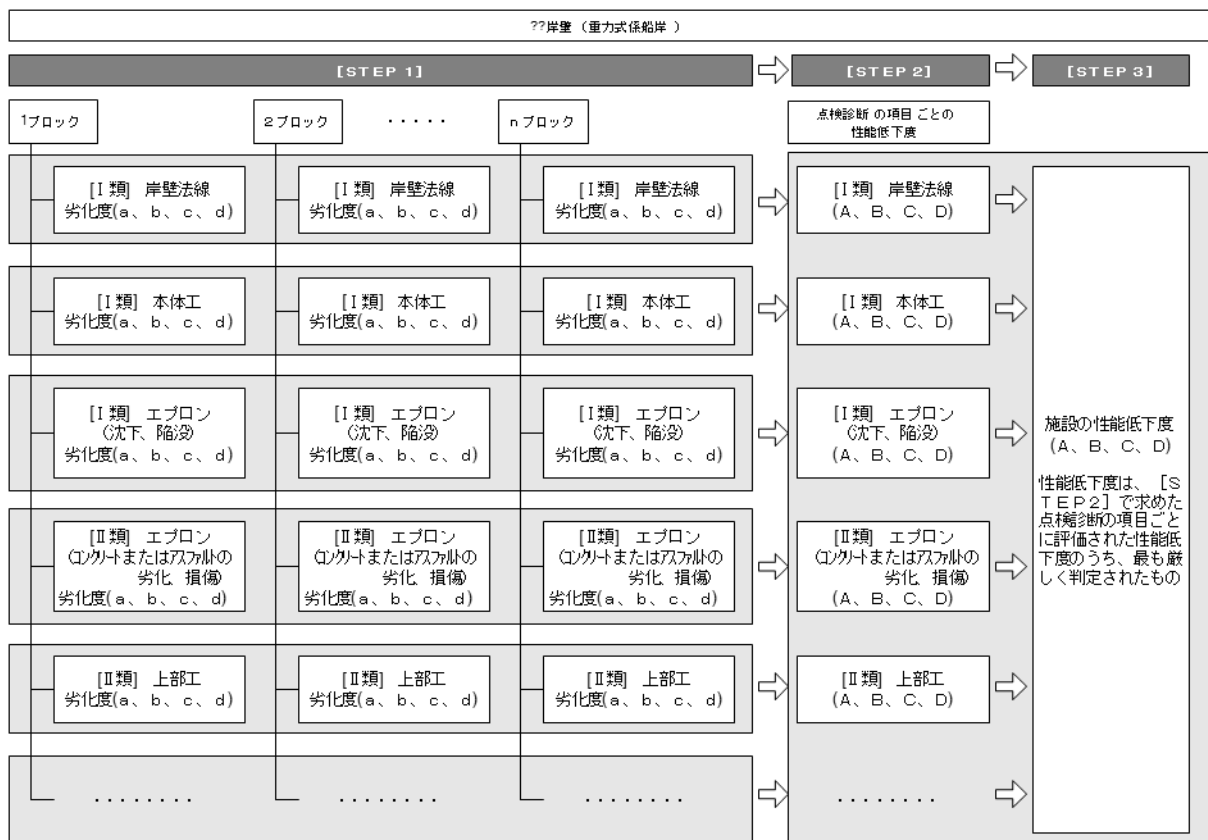 ??岸壁（重力式係船岸）
[STEP 1]
[STEP 2]
[STEP 3]
1ブロック
2ブロック
・・・・・
nブロック
点検診断の項目ごとの
性能低下度
[Ⅰ類] 岸壁法線
劣化度(a、b、c、d)
[Ⅰ類] 岸壁法線
劣化度(a、b、c、d)
[Ⅰ類] 岸壁法線
劣化度(a、b、c、d)
[Ⅰ類] 岸壁法線
(A、B、C、D)
[Ⅰ類] 本体工
劣化度(a、b、c、d)
[Ⅰ類] 本体工
劣化度(a、b、c、d)
[Ⅰ類] 本体工
劣化度(a、b、c、d)
[Ⅰ類] 本体工
(A、B、C、D)
[Ⅰ類] エプロン
(沈下、陥没)
劣化度(a、b、c、d)
[Ⅰ類] エプロン
(沈下、陥没)
劣化度(a、b、c、d)
[Ⅰ類] エプロン
(沈下、陥没)
劣化度(a、b、c、d)
[Ⅰ類] エプロン
(沈下、陥没)
(A、B、C、D)
[Ⅱ類] エプロン
(コンクリートまたはアスファルトの
劣化、損傷)
劣化度(a、b、c、d)
[Ⅱ類] エプロン
(コンクリートまたはアスファルトの
劣化、損傷)
劣化度(a、b、c、d)
[Ⅱ類] エプロン
(コンクリートまたはアスファルトの
劣化、損傷)
劣化度(a、b、c、d)
[Ⅱ類] エプロン
(コンクリートまたはアスファルトの
劣化、損傷)
(A、B、C、D)
[Ⅱ類] 上部工
劣化度(a、b、c、d)
[Ⅱ類] 上部工
劣化度(a、b、c、d)
[Ⅱ類] 上部工
劣化度(a、b、c、d)
[Ⅱ類] 上部工
(A、B、C、D)
・・・・・・・・
・・・・・・・・
・・・・・・・・
・・・・・・・・
施設の性能低下度
(A、B、C、D)
性能低下度は、[S
TEP2]で求めた
点検診断の項目ごと
に評価された性能低
下度のうち、最も厳
しく判定されたもの